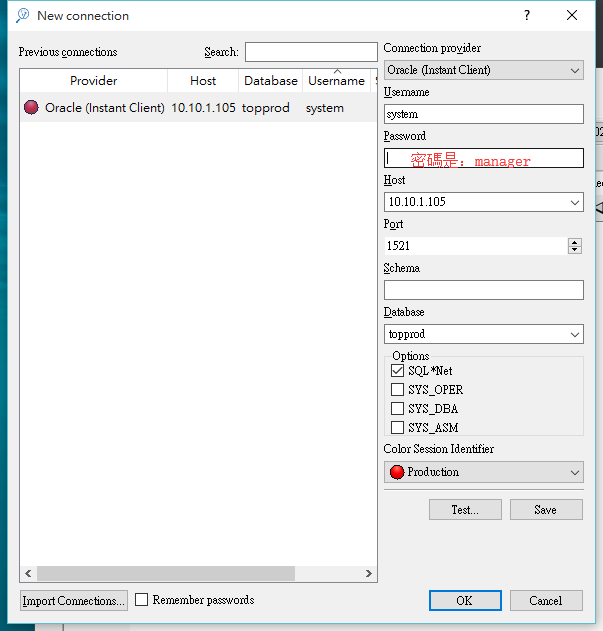 New connection
?
Previous connections
Search:
Provider Host Database Username
Oracle (Instant Client) 10.10.1.105 topprod system
Connection provider
Oracle (Instant Client)
Username
system
Password
密碼是：manager
Host
10.10.1.105
Port
1521
Schema
Database
topprod
Options
SQL*Net
SYS_OPER
SYS_DBA
SYS_ASM
Color Session Identifier
Production
Test...
Save
Import Connections...
Remember passwords
OK
Cancel